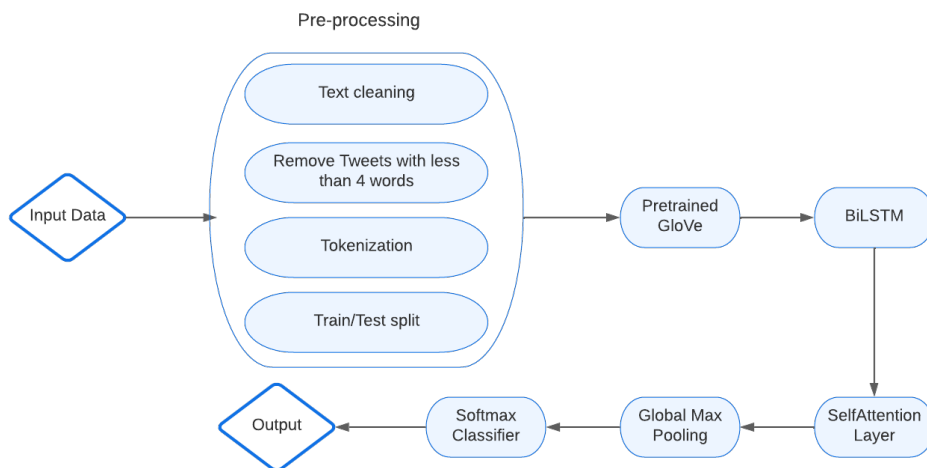 Pre-processing
Text cleaning
Remove Tweets with less
than 4 words
Tokenization
Train/Test split
Input Data
Pretrained
GloVe
BiLSTM
SelfAttention
Layer
Global Max
Pooling
Softmax
Classifier
Output